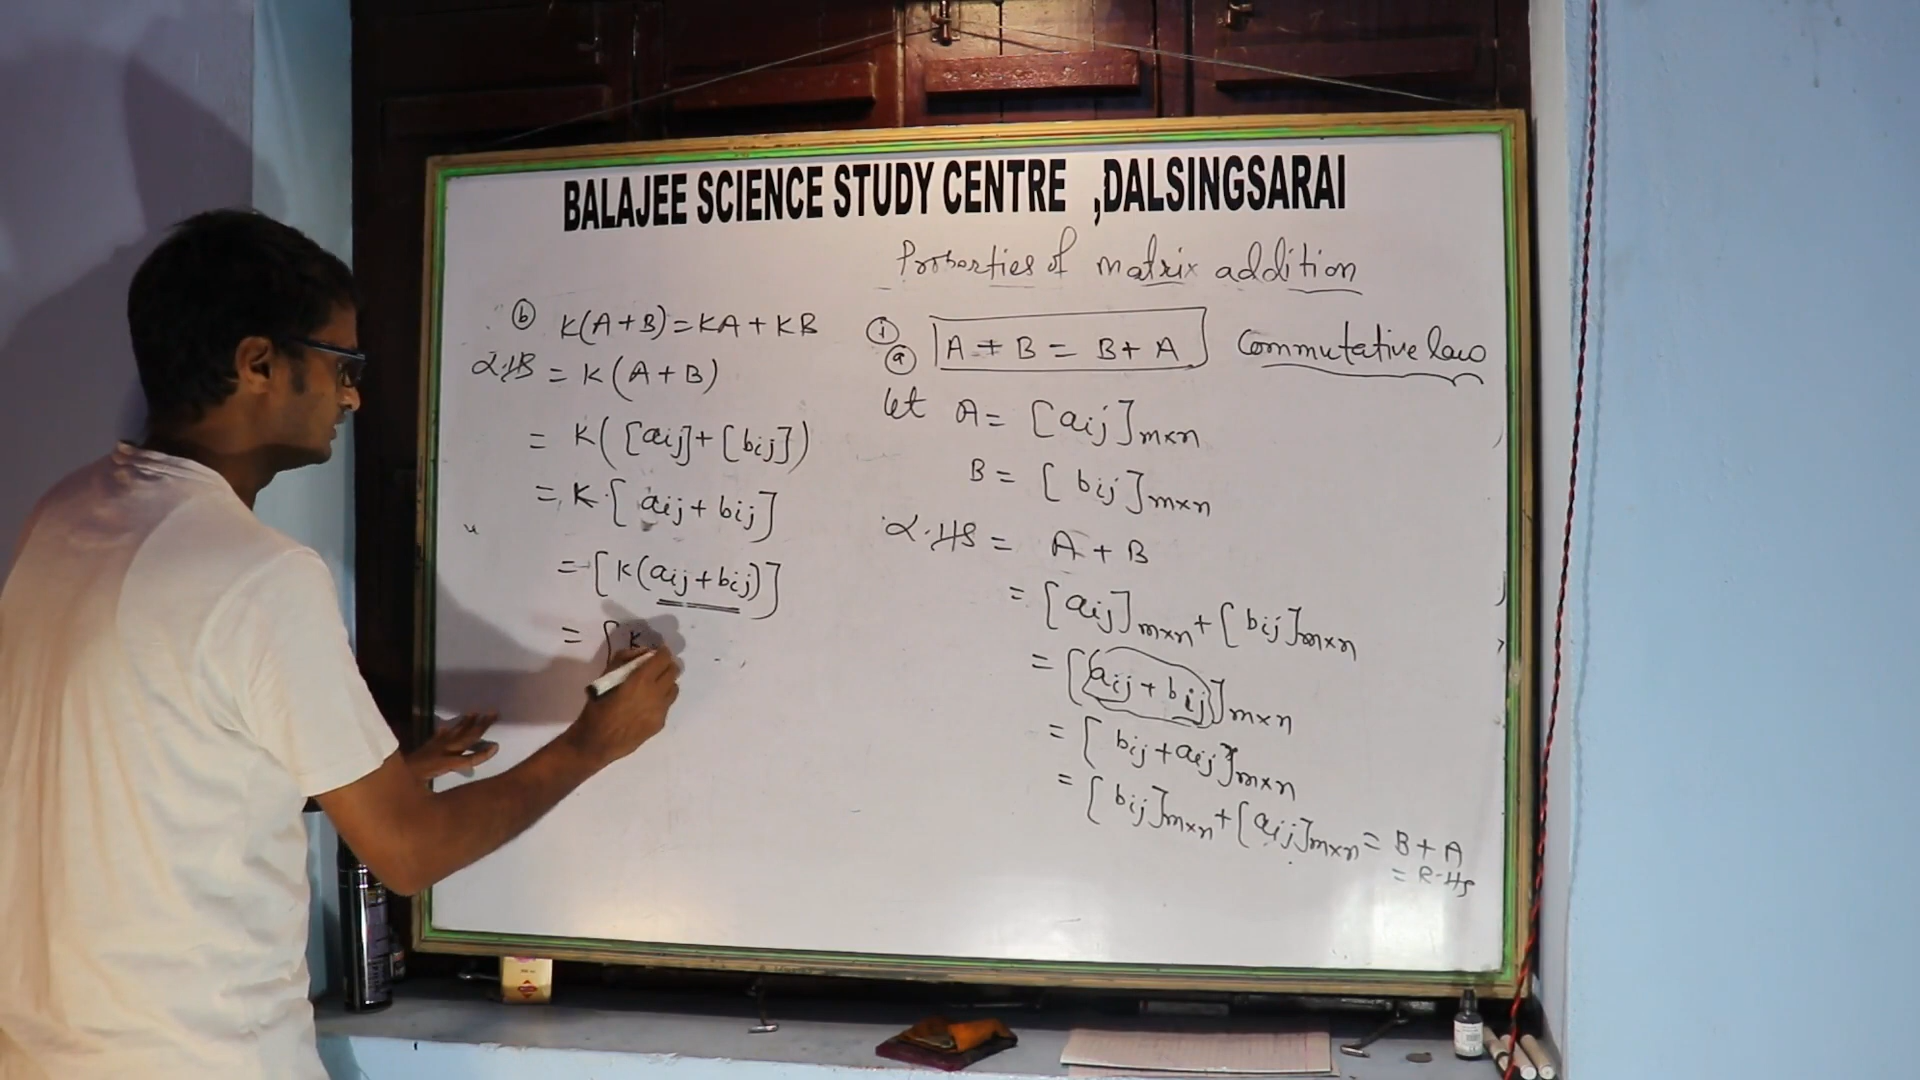 BALAJEE SCIENCE STUDY CENTRE ,DALSINGSARAI
Properties of matrix addition
(b) K(A+B)=KA+KB
L.HS = K(A+B)
= K([aij]+[bij])
= K[aij+bij]
= [K(aij+bij)]
= [K
(i)
(a) A+B = B+A Commutative law
let A = [aij]m×n
B = [bij]m×n
L.HS = A+B
= [aij]m×n+[bij]m×n
= [aij+bij]m×n
= [bij+aij]m×n
= [bij]m×n+[aij]m×n = B+A
= R-HS